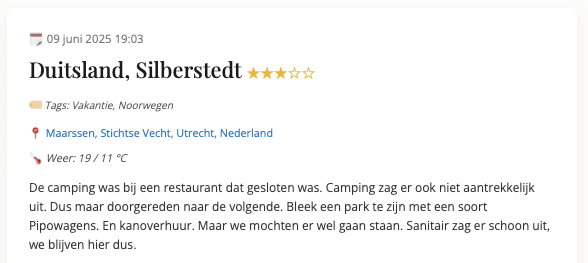 09 juni 2025 19:03
Duitsland, Silberstedt ★★★☆☆
Tags: Vakantie, Noorwegen
Maarssen, Stichtse Vecht, Utrecht, Nederland
Weer: 19 / 11 °C
De camping was bij een restaurant dat gesloten was. Camping zag er ook niet aantrekkelijk
uit. Dus maar doorgereden naar de volgende. Bleek een park te zijn met een soort
Pipowagens. En kanoverhuur. Maar we mochten er wel gaan staan. Sanitair zag er schoon uit,
we blijven hier dus.